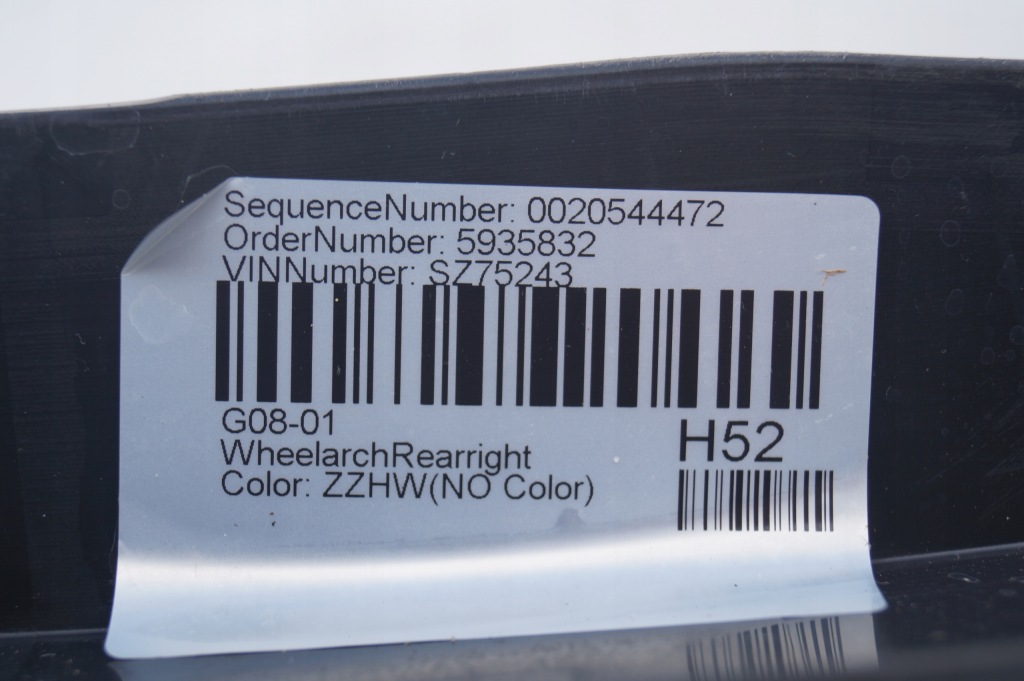 SequenceNumber: 0020544472
OrderNumber: 5935832
VINNumber: SZ75243
G08-01
WheelarchRearright
Color: ZZHW(NO Color)
H52